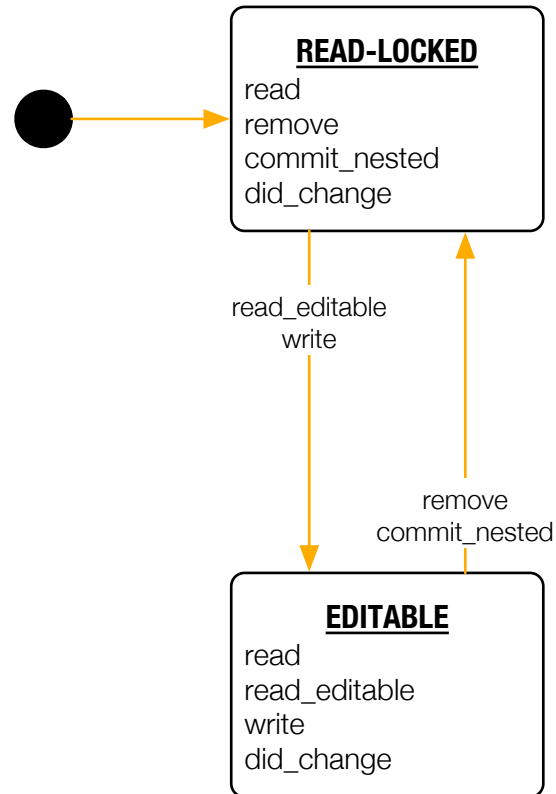 READ-LOCKED
read
remove
commit_nested
did_change
read_editable
write
remove
commit_nested
EDITABLE
read
read_editable
write
did_change